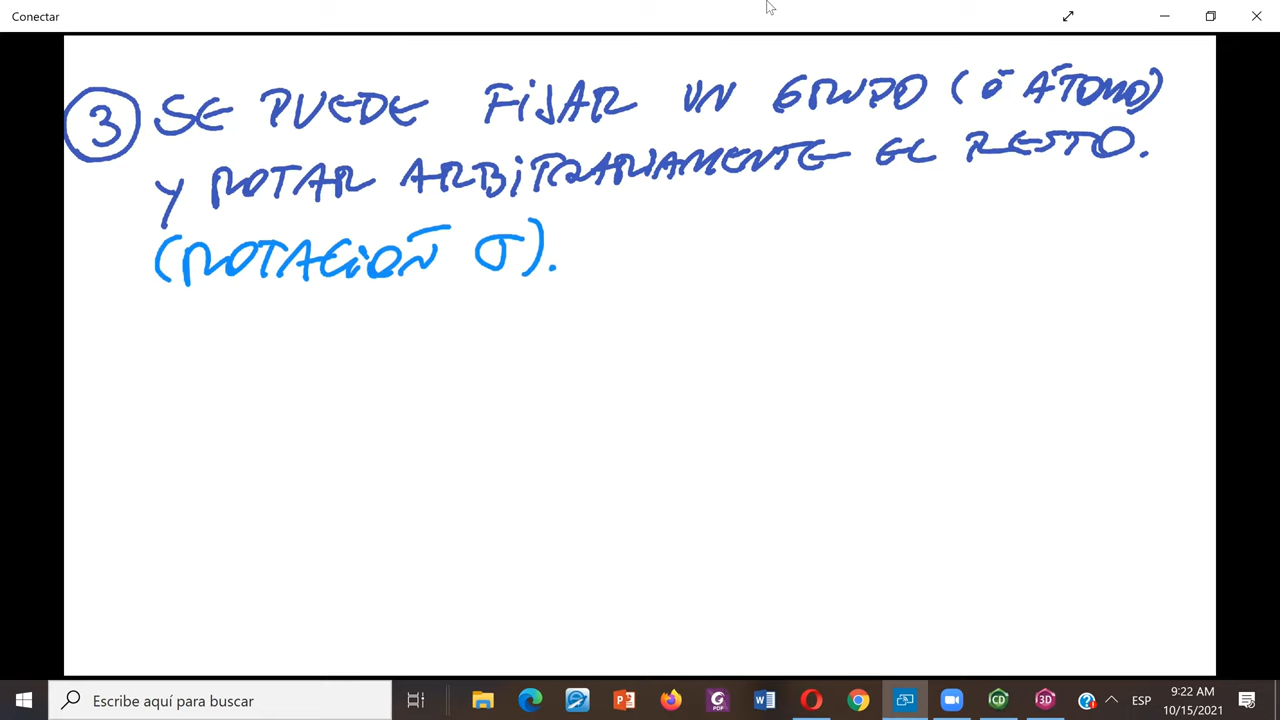 Conectar
3 SE PUEDE FIJAR UN GRUPO (Ó ÁTOMO)
Y ROTAR ARBITRARIAMENTE EL RESTO.
(ROTACIÓN σ).
Escribe aquí para buscar
ESP
9:22 AM
10/15/2021